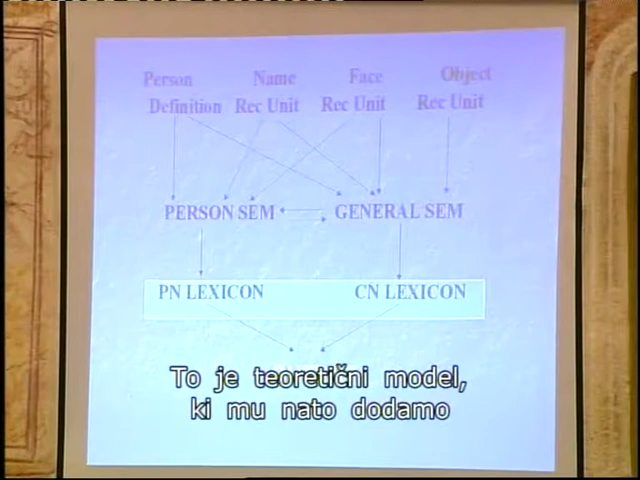 Person Name Face Object
Definition Rec Unit Rec Unit Rec Unit
PERSON SEM GENERAL SEM
PN LEXICON CN LEXICON
To je teoretični model,
ki mu nato dodamo